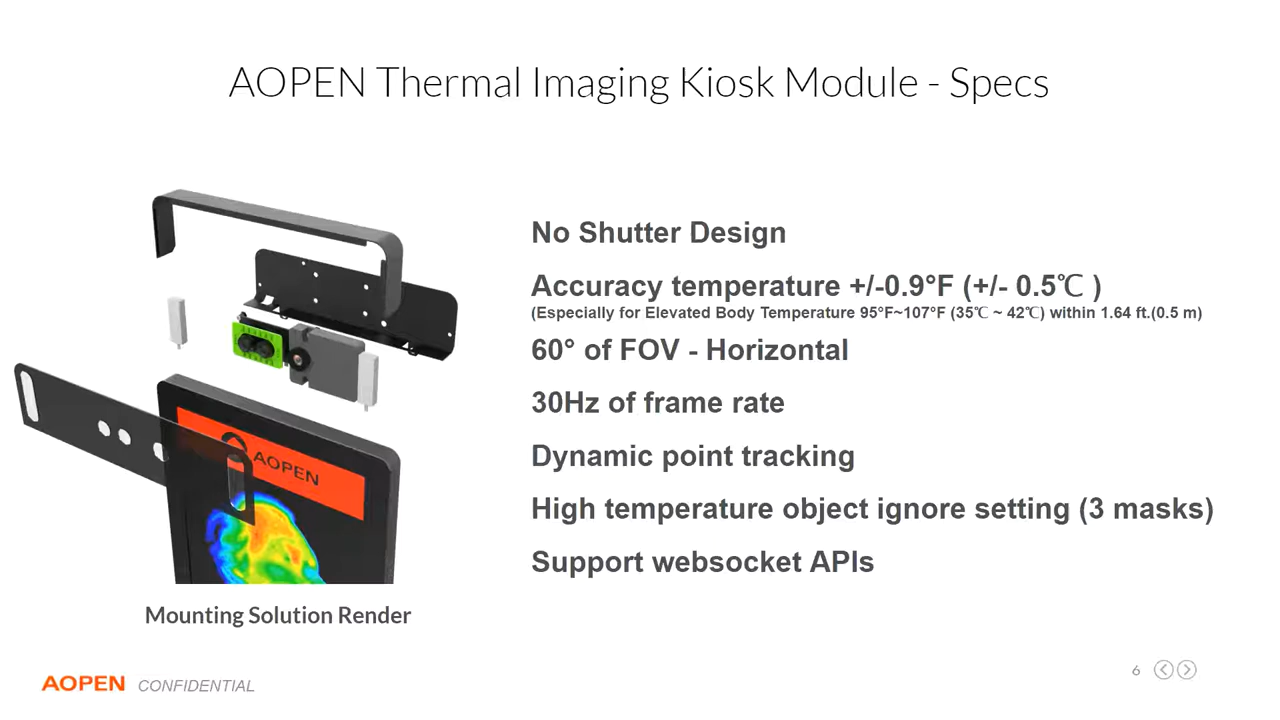 AOPEN Thermal Imaging Kiosk Module - Specs
No Shutter Design
Accuracy temperature +/-0.9°F (+/- 0.5℃ )
(Especially for Elevated Body Temperature 95°F~107°F (35℃ ~ 42℃) within 1.64 ft.(0.5 m)
60° of FOV - Horizontal
30Hz of frame rate
Dynamic point tracking
High temperature object ignore setting (3 masks)
Support websocket APIs
AOPEN
Mounting Solution Render
AOPEN CONFIDENTIAL
6